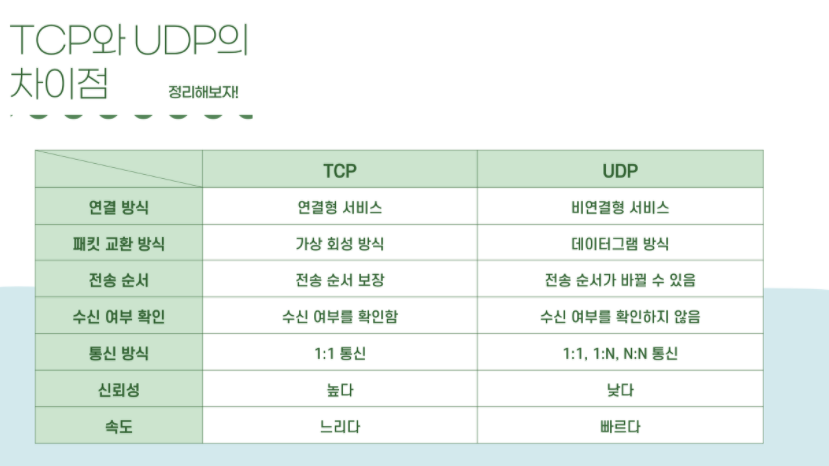 TCP와 UDP의
차이점
정리해보자!
TCP UDP
연결 방식 연결형 서비스 비연결형 서비스
패킷 교환 방식 가상 회성 방식 데이터그램 방식
전송 순서 전송 순서 보장 전송 순서가 바뀔 수 있음
수신 여부 확인 수신 여부를 확인함 수신 여부를 확인하지 않음
통신 방식 1:1 통신 1:1, 1:N, N:N 통신
신뢰성 높다 낮다
속도 느리다 빠르다